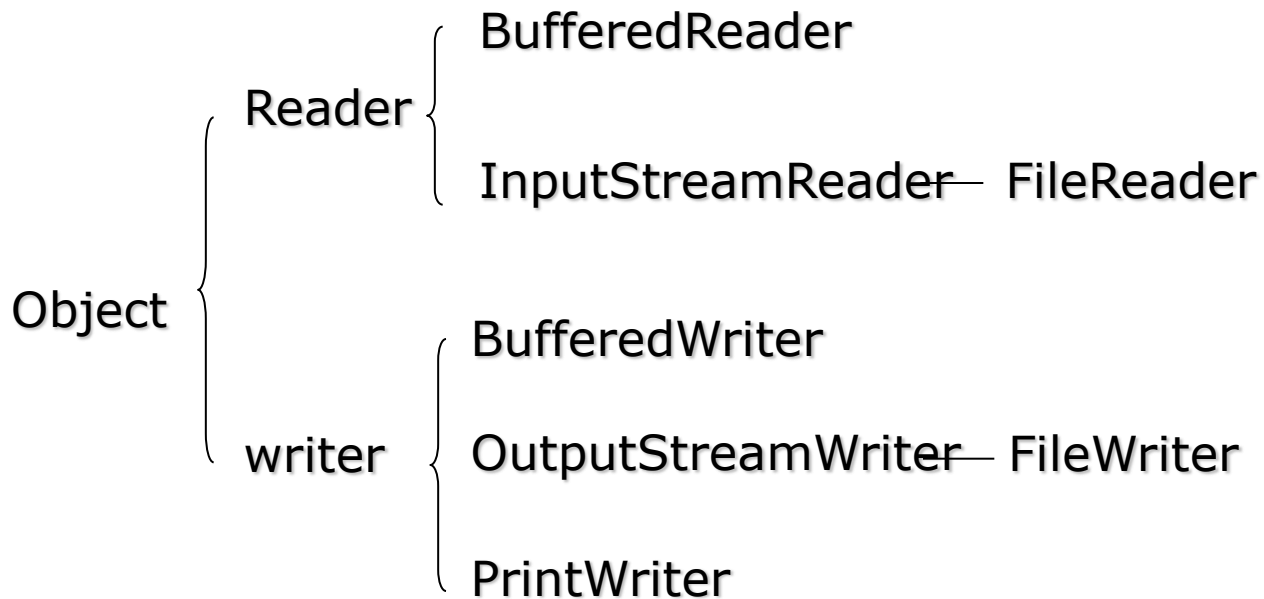 BufferedReader
Reader
InputStreamReader
FileReader
Object
BufferedWriter
writer
OutputStreamWriter
FileWriter
PrintWriter